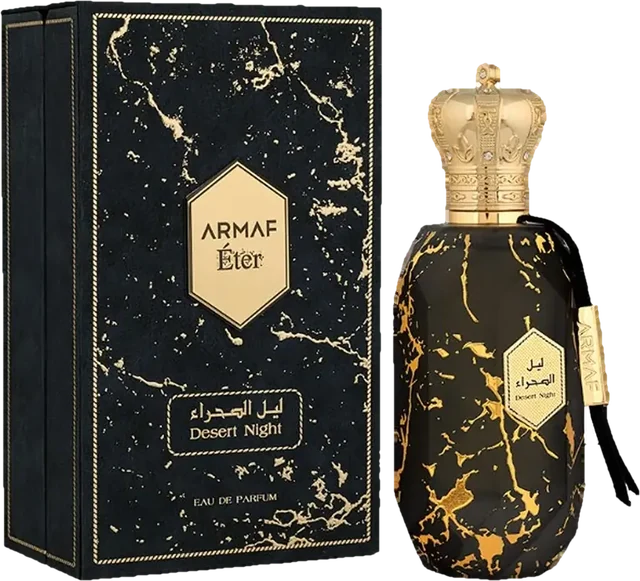 ARMAF
Éter
ليل الصحراء
Desert Night
EAU DE PARFUM
ليل
الصحراء
Desert Night
ARMAF